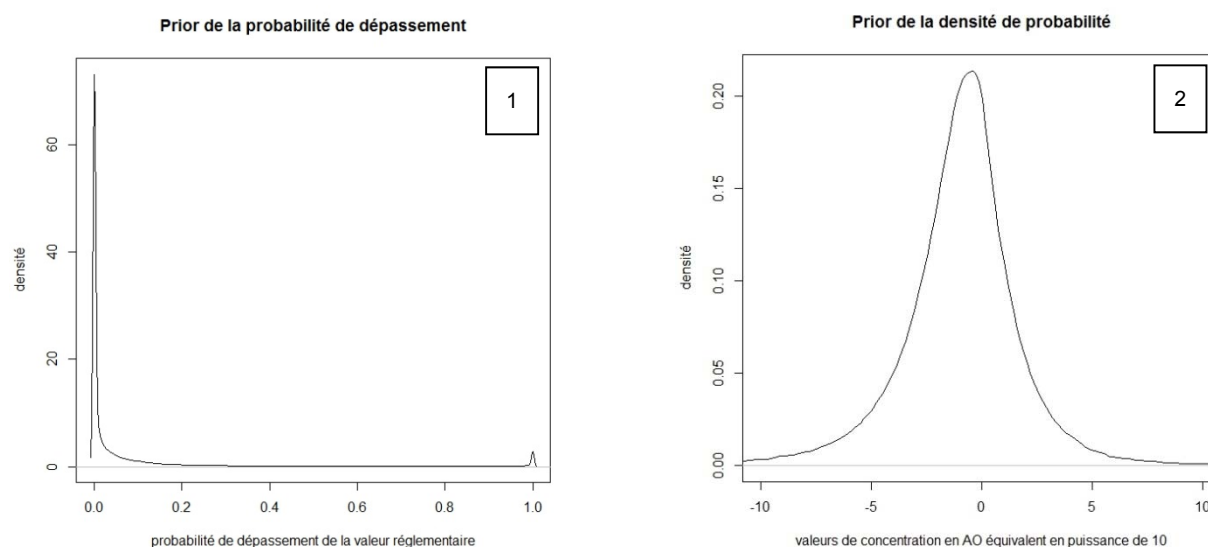 Prior de la probabilité de dépassement
1
densité
60
40
20
0
0.0 0.2 0.4 0.6 0.8 1.0
probabilité de dépassement de la valeur réglementaire
Prior de la densité de probabilité
2
densité
0.20
0.15
0.10
0.05
0.00
-10 -5 0 5 10
valeurs de concentration en AO équivalent en puissance de 10